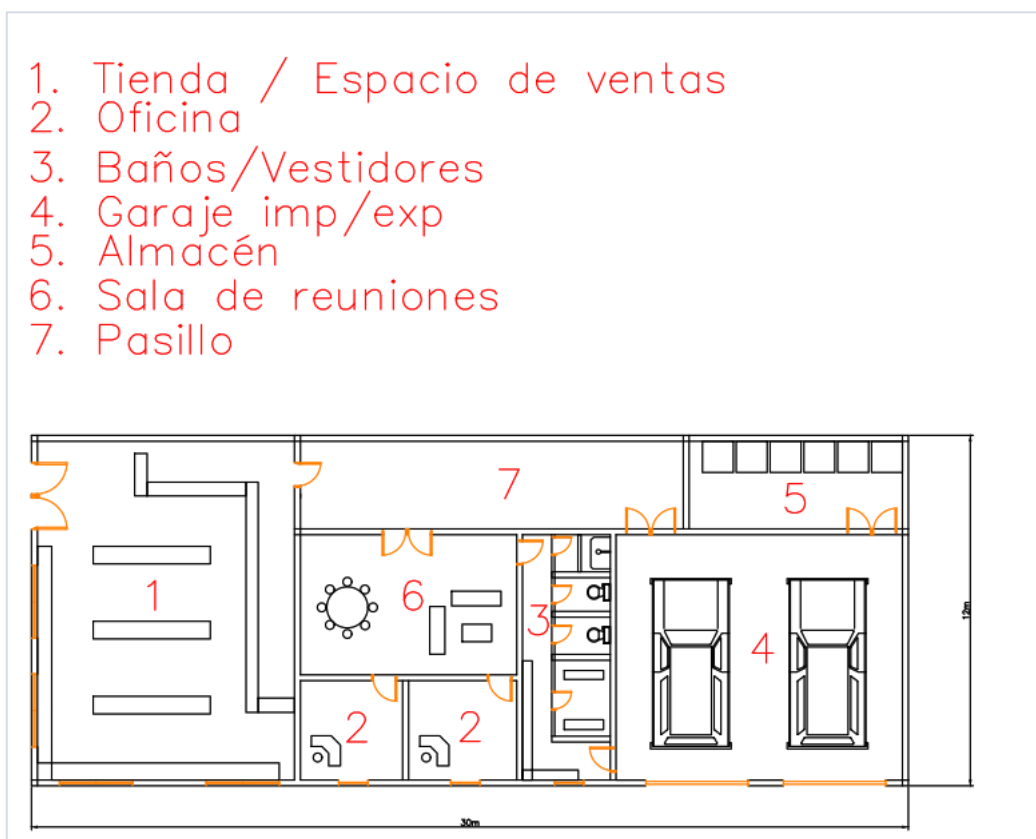 1. Tienda / Espacio de ventas
2. Oficina
3. Baños/Vestidores
4. Garaje imp/exp
5. Almacén
6. Sala de reuniones
7. Pasillo
7
5
1
6
3
4
12m
2
2
30m